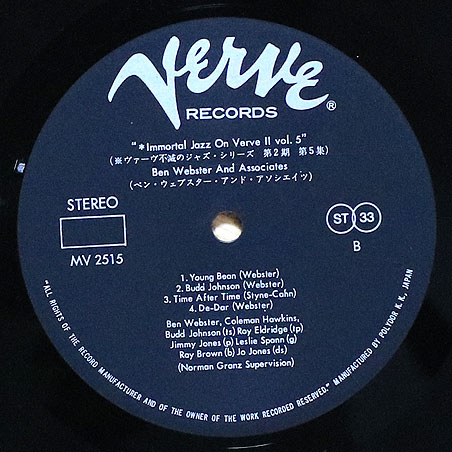 VERVE
RECORDS®
"*Immortal Jazz On Verve II vol. 5"
(※ヴァーヴ不滅のジャズ・シリーズ 第2期 第5集)
Ben Webster And Associates
(ベン・ウェブスター・アンド・アソシエイツ)
STEREO
MV 2515
ST 33
B
1. Young Bean (Webster)
2. Budd Johnson (Webster)
3. Time After Time (Styne-Cahn)
4. De-Dar (Webster)
Ben Webster, Coleman Hawkins,
Budd Johnson (ts) Roy Eldridge (tp)
Jimmy Jones (p) Leslie Spann (g)
Ray Brown (b) Jo Jones (ds)
(Norman Granz Supervision)
"ALL RIGHTS OF THE RECORD MANUFACTURER AND OF THE OWNER OF THE WORK RECORDED RESERVED." MANUFACTURED BY POLYDOR K.K., JAPAN